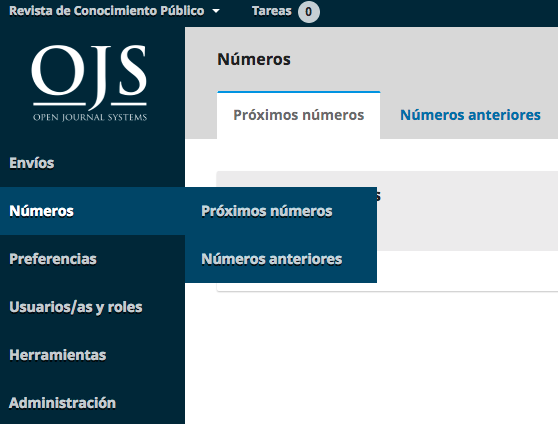 Revista de Conocimiento Público
Tareas 0
OJS
OPEN JOURNAL SYSTEMS
Números
Próximos números
Números anteriores
Envíos
Números
Próximos números
Números anteriores
Preferencias
Usuarios/as y roles
Herramientas
Administración